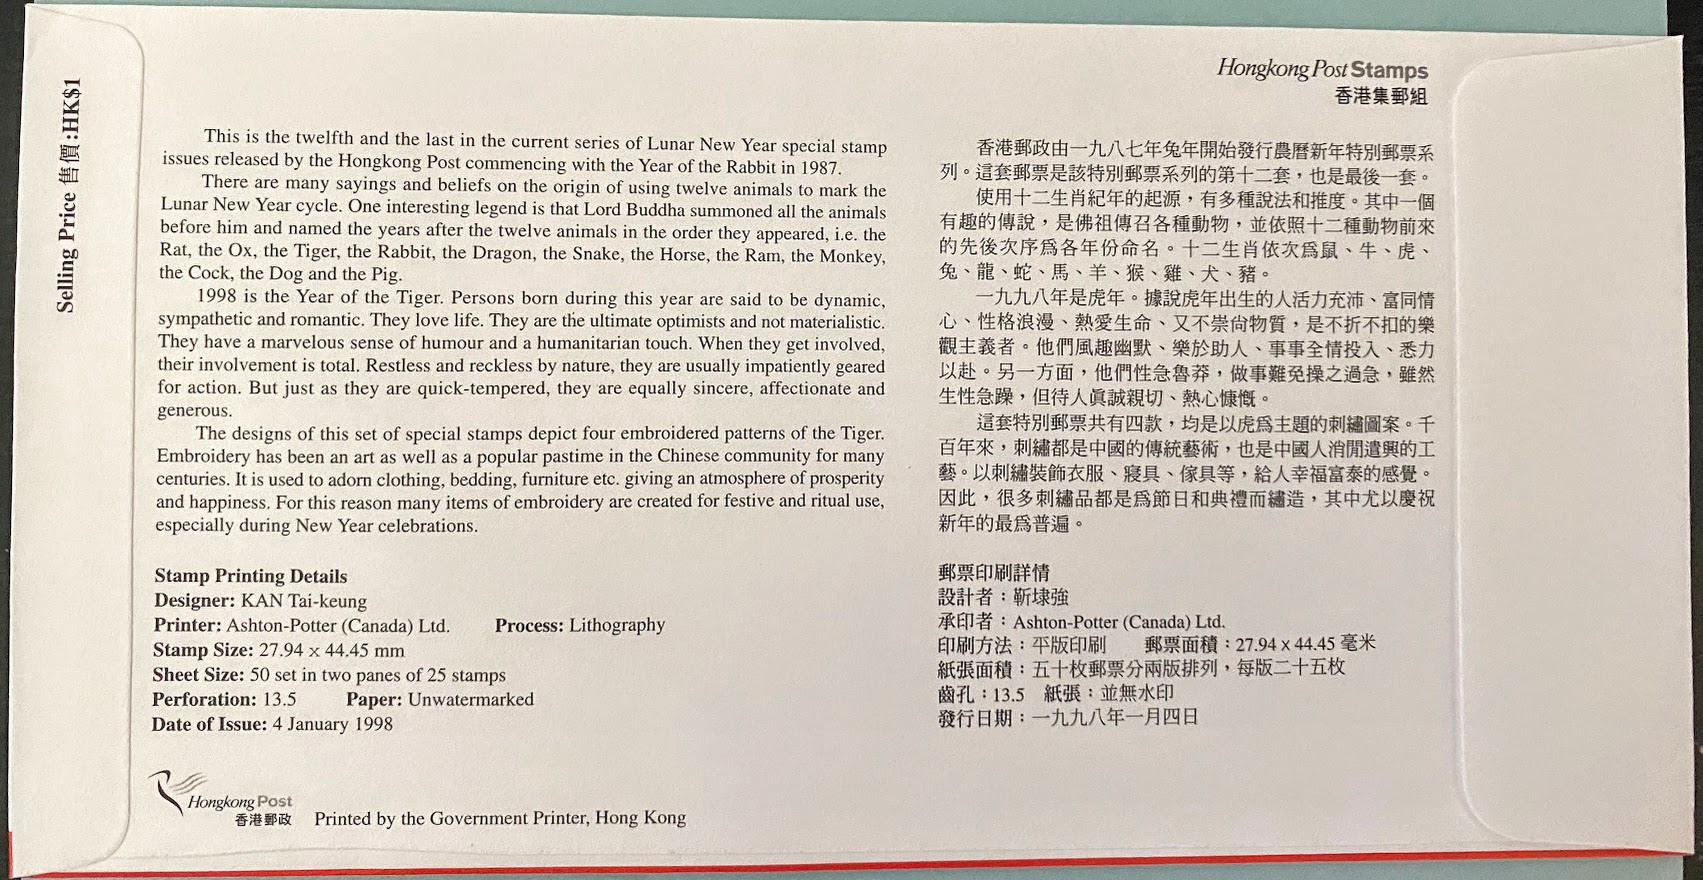 Selling Price 售價:HK$1
Hongkong Post Stamps
香港集郵組
This is the twelfth and the last in the current series of Lunar New Year special stamp
issues released by the Hongkong Post commencing with the Year of the Rabbit in 1987.
There are many sayings and beliefs on the origin of using twelve animals to mark the
Lunar New Year cycle. One interesting legend is that Lord Buddha summoned all the animals
before him and named the years after the twelve animals in the order they appeared, i.e. the
Rat, the Ox, the Tiger, the Rabbit, the Dragon, the Snake, the Horse, the Ram, the Monkey,
the Cock, the Dog and the Pig.
1998 is the Year of the Tiger. Persons born during this year are said to be dynamic,
sympathetic and romantic. They love life. They are the ultimate optimists and not materialistic.
They have a marvelous sense of humour and a humanitarian touch. When they get involved,
their involvement is total. Restless and reckless by nature, they are usually impatiently geared
for action. But just as they are quick-tempered, they are equally sincere, affectionate and
generous.
The designs of this set of special stamps depict four embroidered patterns of the Tiger.
Embroidery has been an art as well as a popular pastime in the Chinese community for many
centuries. It is used to adorn clothing, bedding, furniture etc. giving an atmosphere of prosperity
and happiness. For this reason many items of embroidery are created for festive and ritual use,
especially during New Year celebrations.
Stamp Printing Details
Designer: KAN Tai-keung
Printer: Ashton-Potter (Canada) Ltd. Process: Lithography
Stamp Size: 27.94 x 44.45 mm
Sheet Size: 50 set in two panes of 25 stamps
Perforation: 13.5 Paper: Unwatermarked
Date of Issue: 4 January 1998
香港郵政由一九八七年兔年開始發行農曆新年特別郵票系
列。這套郵票是該特別郵票系列的第十二套，也是最後一套。
使用十二生肖紀年的起源，有多種說法和推度。其中一個
有趣的傳說，是佛祖傳召各種動物，並依照十二種動物前來
的先後次序爲各年份命名。十二生肖依次爲鼠、牛、虎、
兔、龍、蛇、馬、羊、猴、雞、犬、豬。
一九九八年是虎年。據說虎年出生的人活力充沛、富同情
心、性格浪漫、熱愛生命、又不崇尙物質，是不折不扣的樂
觀主義者。他們風趣幽默、樂於助人、事事全情投入、悉力
以赴。另一方面，他們性急魯莽，做事難免操之過急，雖然
生性急躁，但待人眞誠親切、熱心慷慨。
這套特別郵票共有四款，均是以虎爲主題的刺繡圖案。千
百年來，刺繡都是中國的傳統藝術，也是中國人消閒遣興的工
藝。以刺繡裝飾衣服、寢具、傢具等，給人幸福富泰的感覺。
因此，很多刺繡品都是爲節日和典禮而繡造，其中尤以慶祝
新年的最爲普遍。
郵票印刷詳情
設計者：靳埭強
承印者：Ashton-Potter (Canada) Ltd.
印刷方法：平版印刷 郵票面積：27.94 x 44.45 毫米
紙張面積：五十枚郵票分兩版排列，每版二十五枚
齒孔：13.5 紙張：並無水印
發行日期：一九九八年一月四日
Hongkong Post
香港郵政 Printed by the Government Printer, Hong Kong